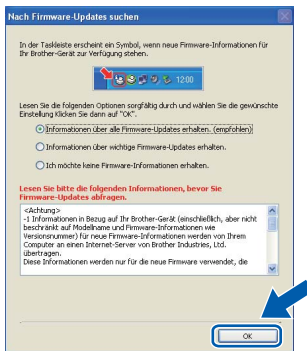 Nach Firmware-Updates suchen
In der Taskleiste erscheint ein Symbol, wenn neue Firmware-Informationen für
Ihr Brother-Gerät zur Verfügung stehen.
12:00
Lesen Sie die folgenden Optionen sorgfältig durch und wählen Sie die gewünschte
Einstellung Klicken Sie dann auf "OK".
Informationen über alle Firmware-Updates erhalten. (empfohlen)
Informationen über wichtige Firmware-Updates erhalten.
Ich möchte keine Firmware-Informationen erhalten.
Lesen Sie bitte die folgenden Informationen, bevor Sie
Firmware-Updates abfragen.
<Achtung>
-1 Informationen in Bezug auf Ihr Brother-Gerät (einschließlich, aber nicht
beschränkt auf Modellname und Firmware-Informationen wie
Versionsnummer) für neue Firmware-Informationen werden von Ihrem
Computer an einen Internet-Server von Brother Industries, Ltd.
übertragen.
Diese Informationen werden nur für die neue Firmware verwendet, die
OK